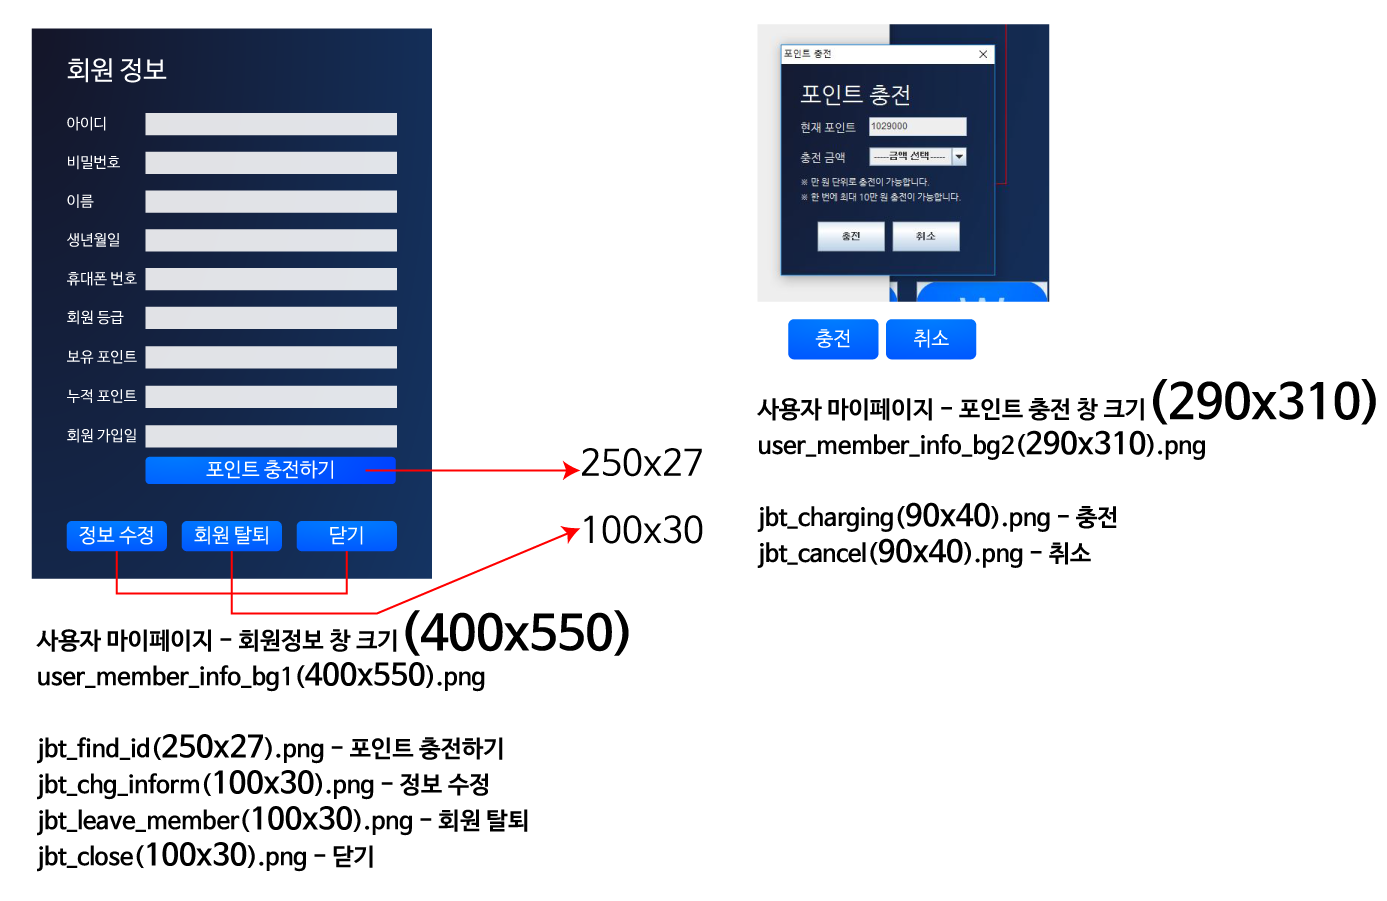 회원 정보
아이디
비밀번호
이름
생년월일
휴대폰 번호
회원 등급
보유 포인트
누적 포인트
회원 가입일
포인트 충전하기
정보 수정 회원 탈퇴 닫기
250x27
100x30
사용자 마이페이지 - 회원정보 창 크기 (400x550)
user_member_info_bg1(400x550).png
jbt_find_id(250x27).png - 포인트 충전하기
jbt_chg_inform(100x30).png - 정보 수정
jbt_leave_member(100x30).png - 회원 탈퇴
jbt_close(100x30).png - 닫기
포인트 충전
포인트 충전
현재 포인트 1029000
충전 금액 -----금액 선택-----
※ 만 원 단위로 충전이 가능합니다.
※ 한 번에 최대 10만 원 충전이 가능합니다.
충전 취소
충전 취소
사용자 마이페이지 - 포인트 충전 창 크기 (290x310)
user_member_info_bg2(290x310).png
jbt_charging(90x40).png - 충전
jbt_cancel(90x40).png - 취소